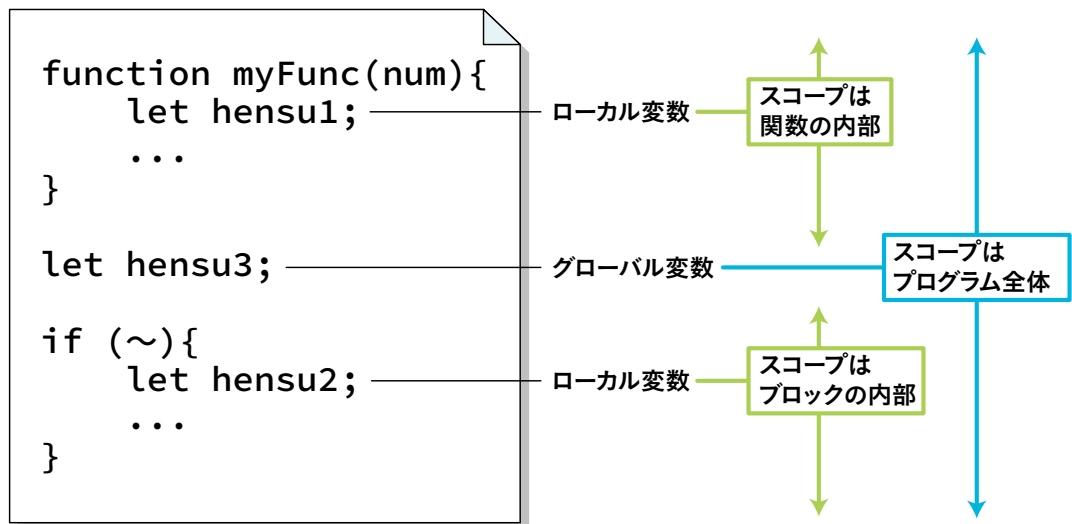 function myFunc(num){
let hensu1;
...
}
let hensu3;
if (～){
let hensu2;
...
}
ローカル変数
スコープは
関数の内部
グローバル変数
スコープは
プログラム全体
ローカル変数
スコープは
ブロックの内部